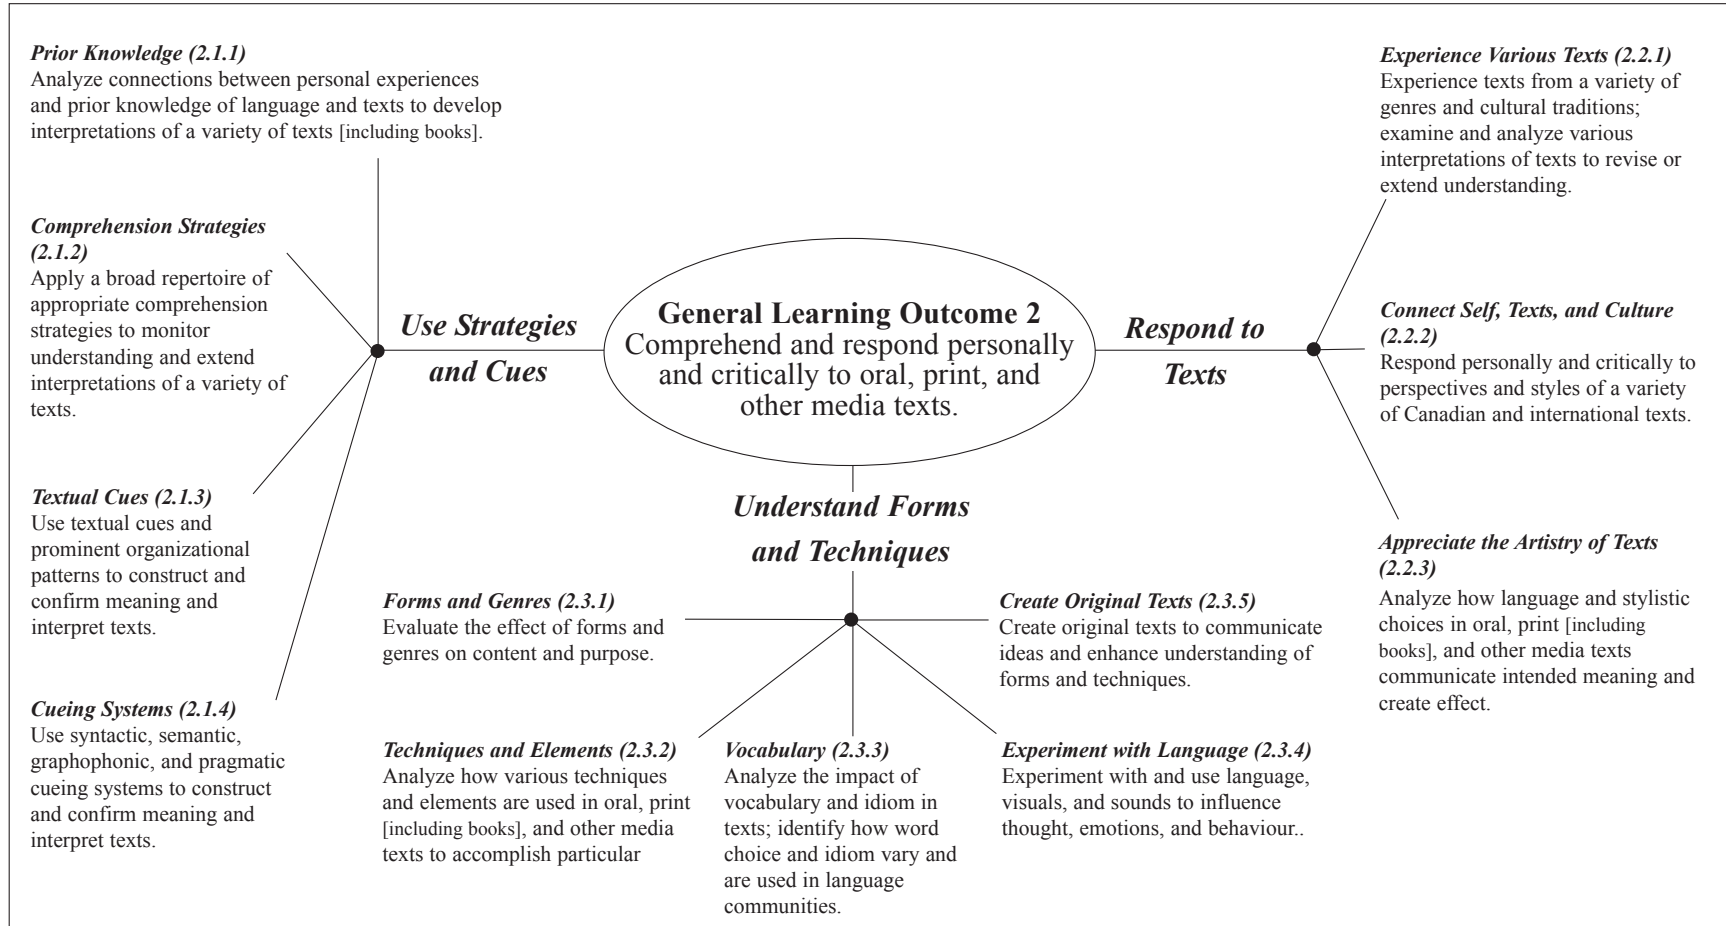 Prior Knowledge (2.1.1)
Analyze connections between personal experiences
and prior knowledge of language and texts to develop
interpretations of a variety of texts [including books].
Comprehension Strategies
(2.1.2)
Apply a broad repertoire of
appropriate comprehension
strategies to monitor
understanding and extend
interpretations of a variety of
texts.
Textual Cues (2.1.3)
Use textual cues and
prominent organizational
patterns to construct and
confirm meaning and
interpret texts.
Cueing Systems (2.1.4)
Use syntactic, semantic,
graphophonic, and pragmatic
cueing systems to construct
and confirm meaning and
interpret texts.
Use Strategies
and Cues
General Learning Outcome 2
Comprehend and respond personally
and critically to oral, print, and
other media texts.
Respond to
Texts
Experience Various Texts (2.2.1)
Experience texts from a variety of
genres and cultural traditions;
examine and analyze various
interpretations of texts to revise or
extend understanding.
Connect Self, Texts, and Culture
(2.2.2)
Respond personally and critically to
perspectives and styles of a variety
of Canadian and international texts.
Appreciate the Artistry of Texts
(2.2.3)
Analyze how language and stylistic
choices in oral, print [including
books], and other media texts
communicate intended meaning and
create effect.
Understand Forms
and Techniques
Forms and Genres (2.3.1)
Evaluate the effect of forms and
genres on content and purpose.
Create Original Texts (2.3.5)
Create original texts to communicate
ideas and enhance understanding of
forms and techniques.
Techniques and Elements (2.3.2)
Analyze how various techniques
and elements are used in oral, print
[including books], and other media
texts to accomplish particular
Vocabulary (2.3.3)
Analyze the impact of
vocabulary and idiom in
texts; identify how word
choice and idiom vary and
are used in language
communities.
Experiment with Language (2.3.4)
Experiment with and use language,
visuals, and sounds to influence
thought, emotions, and behaviour..